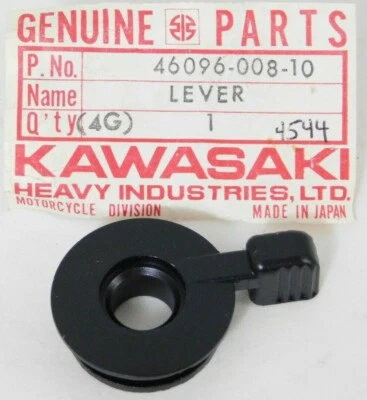 GENUINE PARTS
P.No. 46096-008-10
Name LEVER
Q'ty (4G) 1 4544
KAWASAKI
HEAVY INDUSTRIES, LTD.
MOTORCYCLE DIVISION MADE IN JAPAN